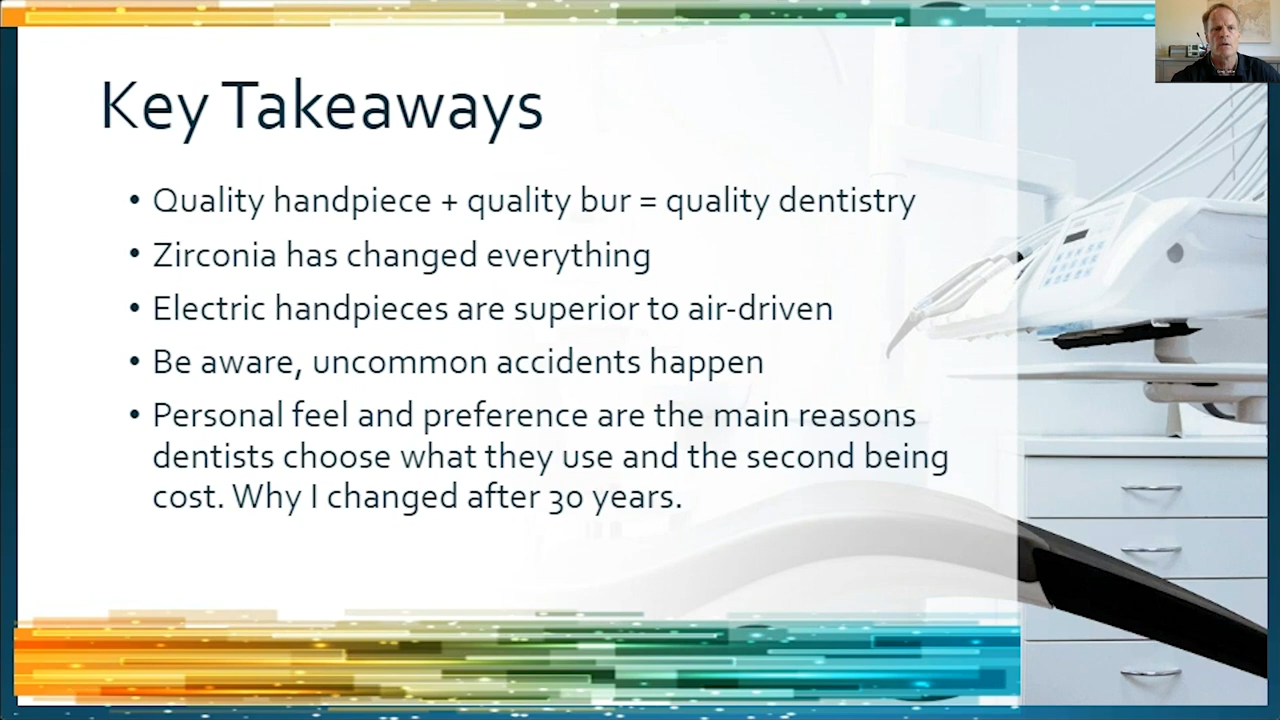 Key Takeaways
• Quality handpiece + quality bur = quality dentistry
• Zirconia has changed everything
• Electric handpieces are superior to air-driven
• Be aware, uncommon accidents happen
• Personal feel and preference are the main reasons
dentists choose what they use and the second being
cost. Why I changed after 30 years.